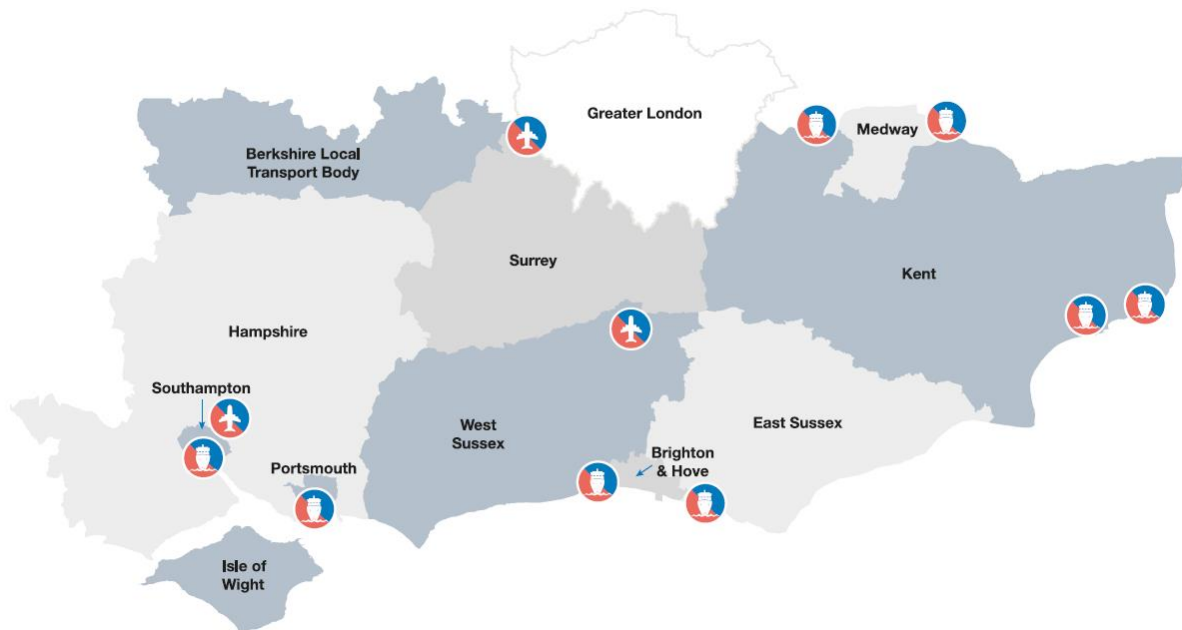 Greater London
Medway
Berkshire Local
Transport Body
Surrey
Kent
Hampshire
Southampton
West
Sussex
East Sussex
Brighton
& Hove
Portsmouth
Isle of
Wight